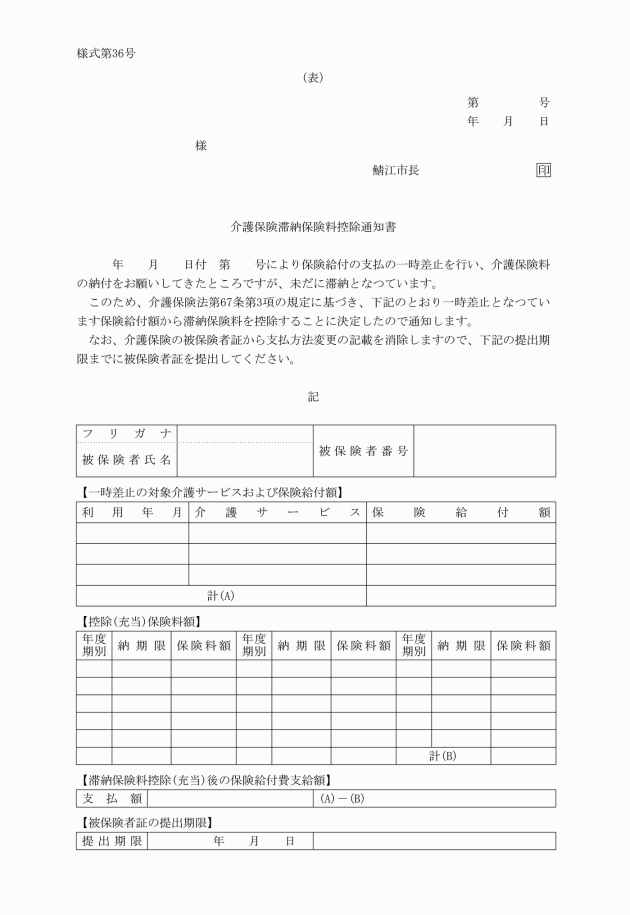 様式第36号
(表)
第　　　　　号
年　　月　　日
様
鯖江市長　　　　　　　　　　印
介護保険滞納保険料控除通知書
年　　月　　日付　第　　号により保険給付の支払の一時差止を行い、介護保険料
の納付をお願いしてきたところですが、未だに滞納となつています。
このため、介護保険法第67条第3項の規定に基づき、下記のとおり一時差止となつてい
ます保険給付額から滞納保険料を控除することに決定したので通知します。
なお、介護保険の被保険者証から支払方法変更の記載を消除しますので、下記の提出期
限までに被保険者証を提出してください。
記
フリガナ
被保険者氏名　被保険者番号
【一時差止の対象介護サービスおよび保険給付額】
利用年月　介護サービス　保険給付額
計(A)
【控除(充当)保険料額】
年度期別　納期限　保険料額　年度期別　納期限　保険料額　年度期別　納期限　保険料額
計(B)
【滞納保険料控除(充当)後の保険給付費支給額】
支払額　(A)－(B)
【被保険者証の提出期限】
提出期限　年　　月　　日